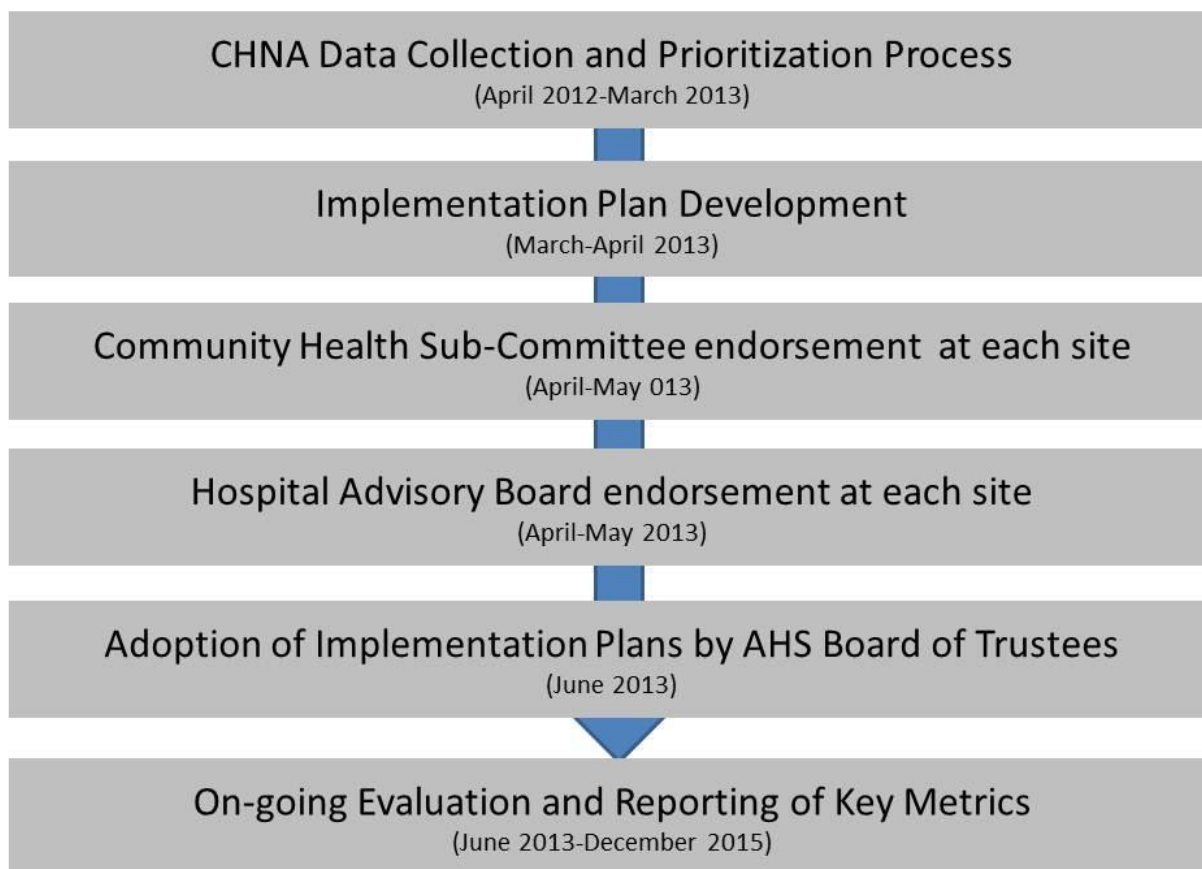 CHNA Data Collection and Prioritization Process
(April 2012-March 2013)
Implementation Plan Development
(March-April 2013)
Community Health Sub-Committee endorsement at each site
(April-May 013)
Hospital Advisory Board endorsement at each site
(April-May 2013)
Adoption of Implementation Plans by AHS Board of Trustees
(June 2013)
On-going Evaluation and Reporting of Key Metrics
(June 2013-December 2015)